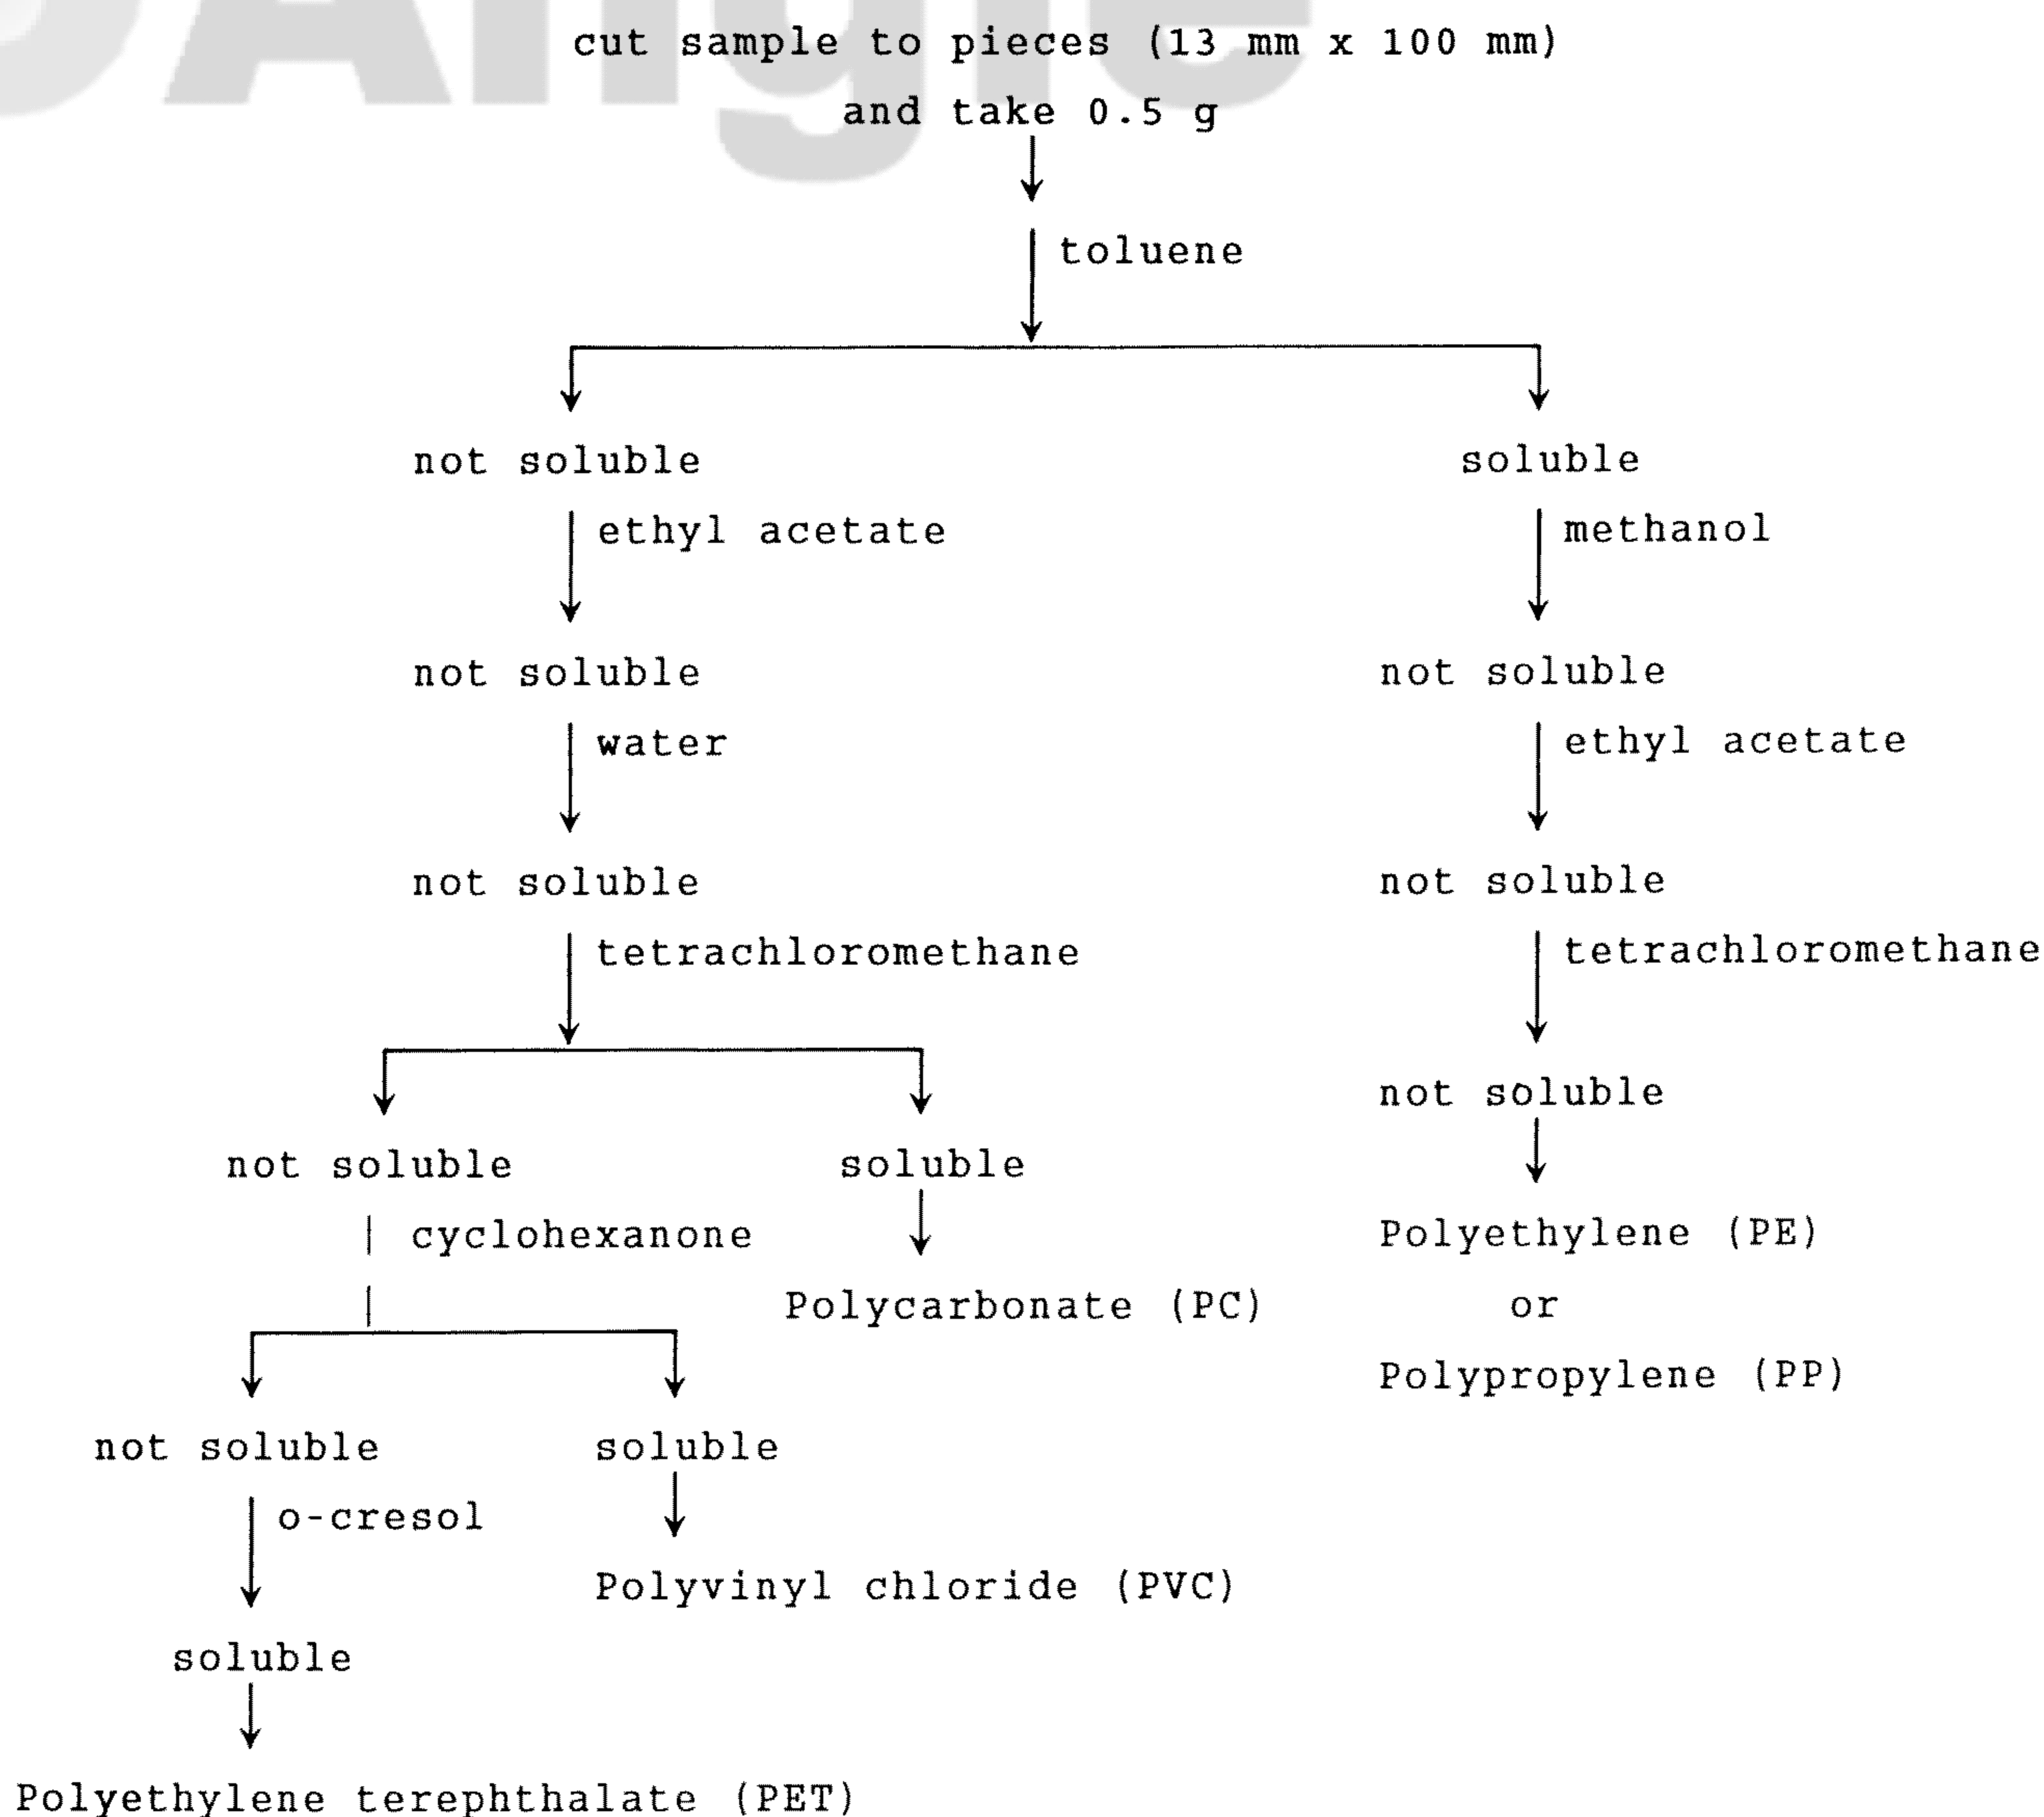 cut sample to pieces (13 mm x 100 mm)
and take 0.5 g
toluene
not soluble
soluble
ethyl acetate
methanol
not soluble
not soluble
water
ethyl acetate
not soluble
not soluble
tetrachloromethane
tetrachloromethane
not soluble
not soluble
soluble
cyclohexanone
Polyethylene (PE)
Polycarbonate (PC)
or
Polypropylene (PP)
not soluble
soluble
o-cresol
Polyvinyl chloride (PVC)
soluble
Polyethylene terephthalate (PET)